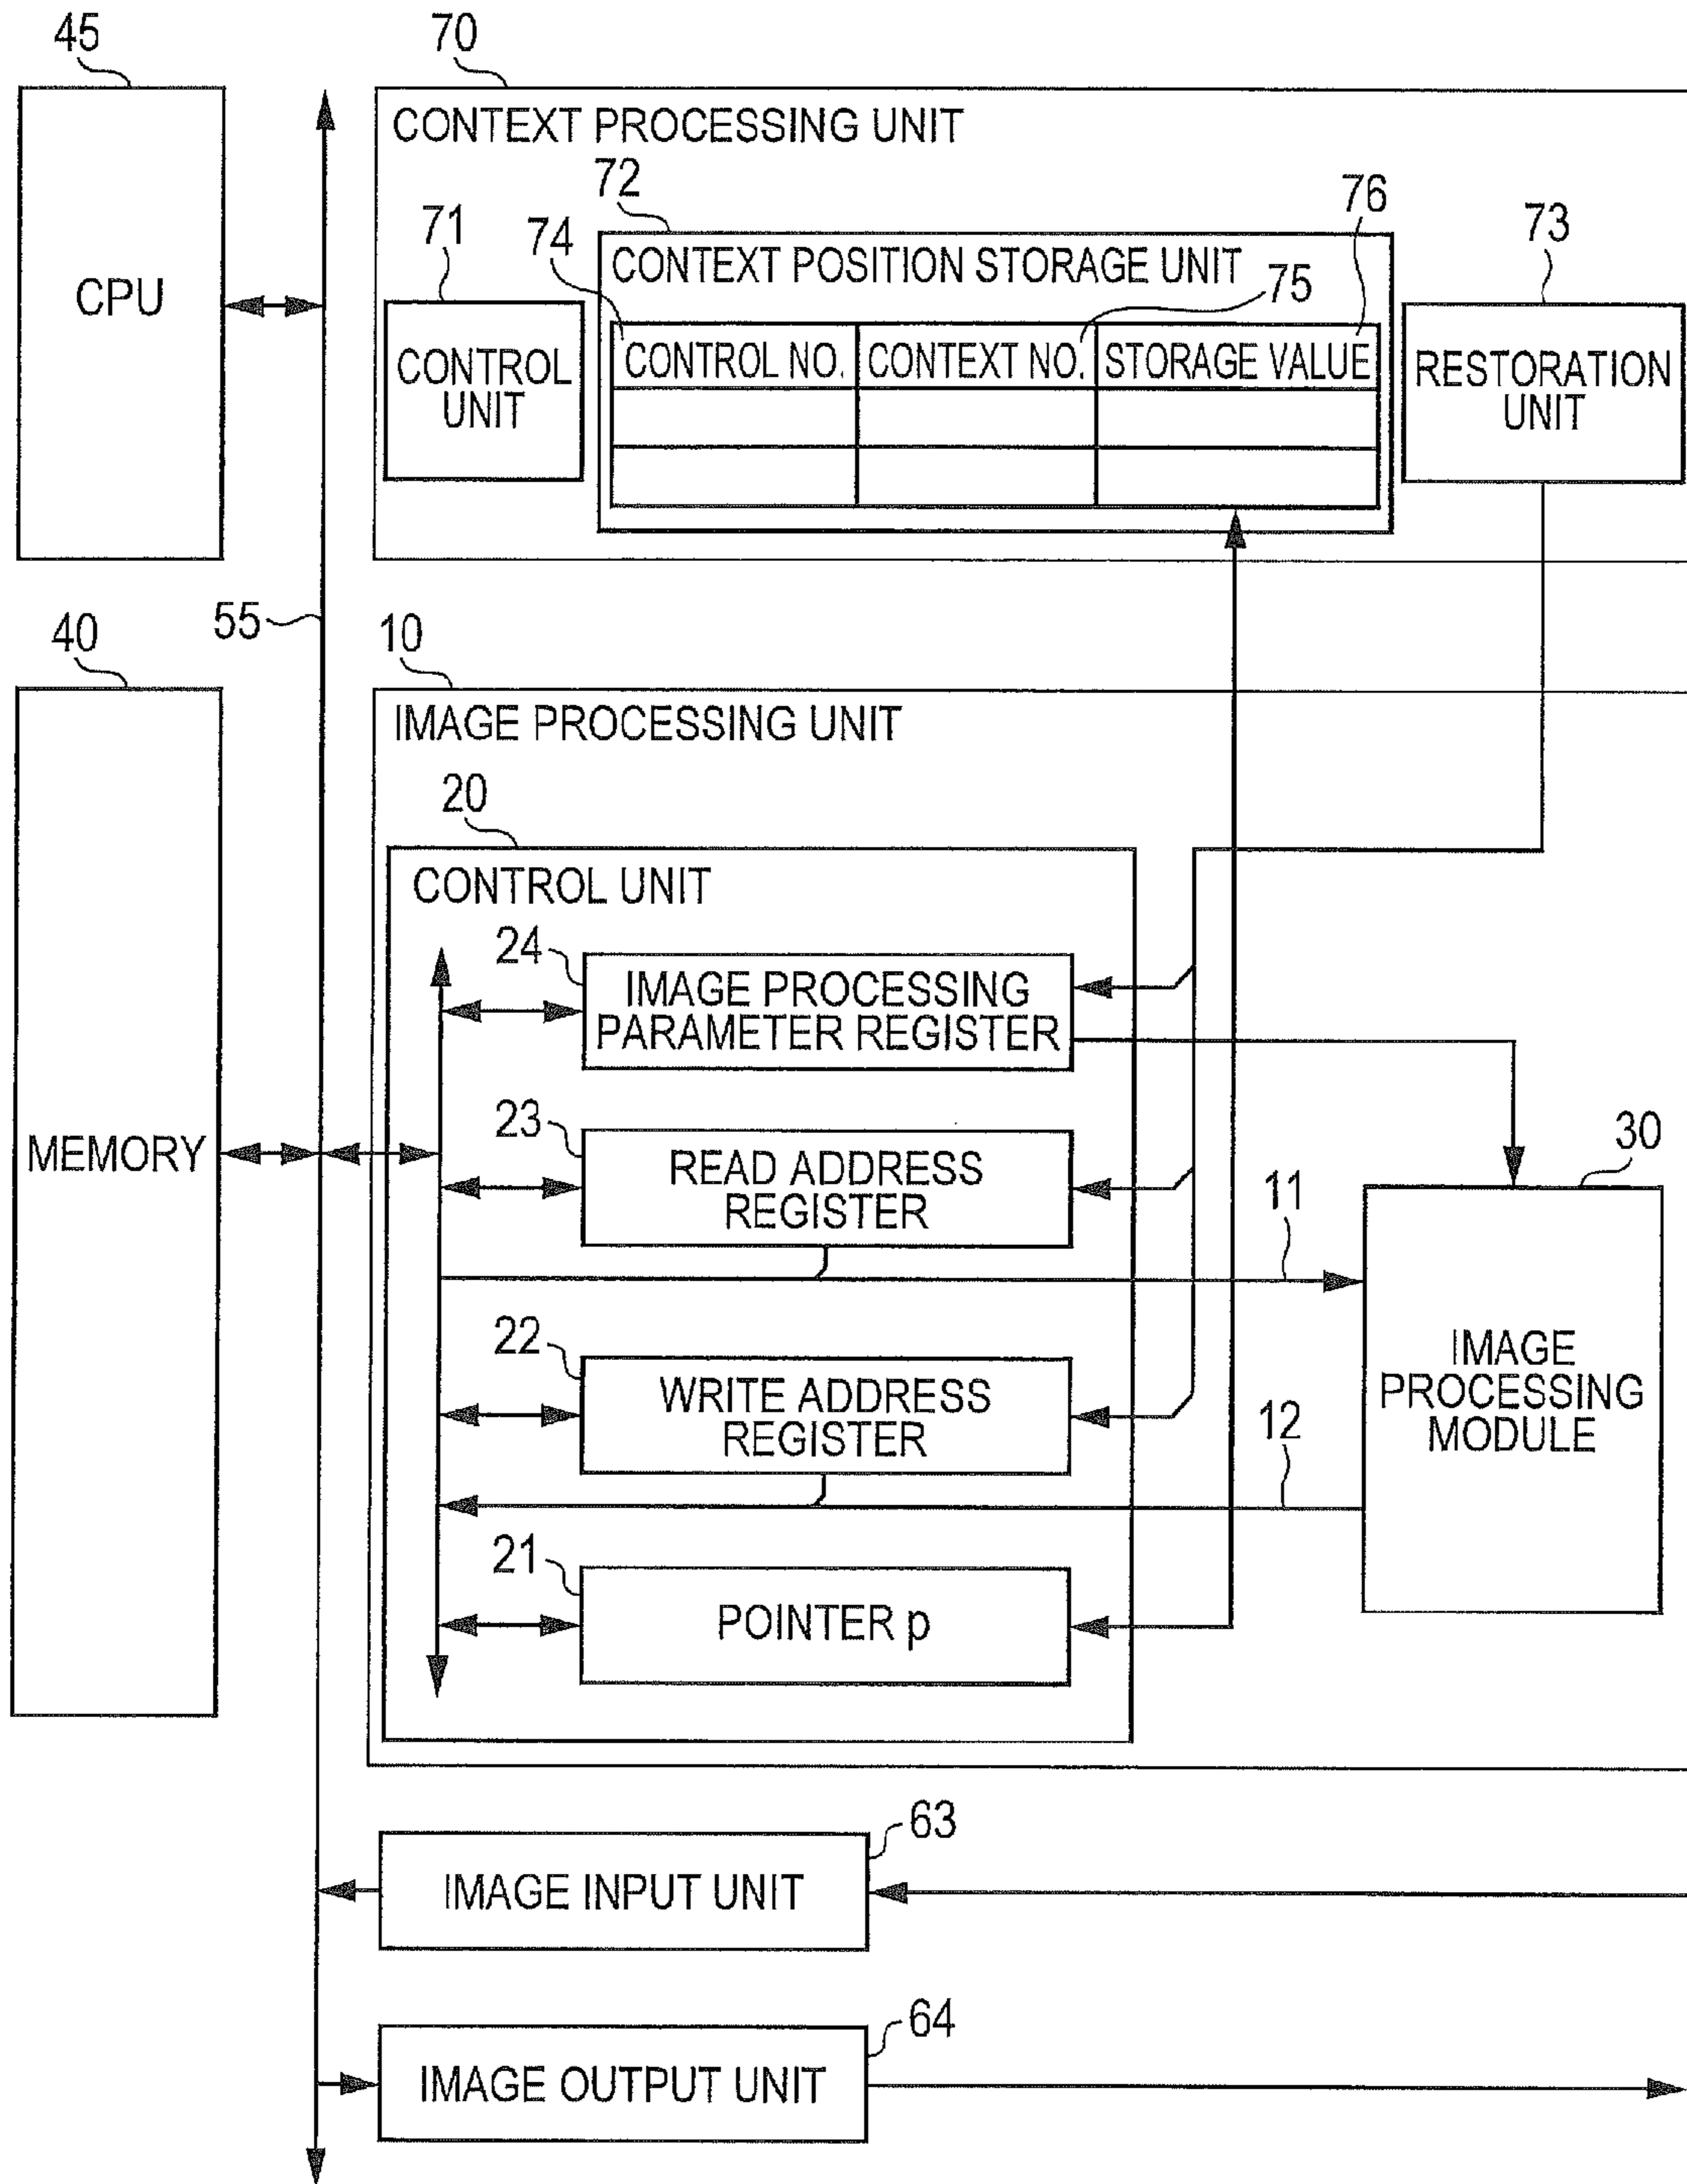 45
70
CPU
CONTEXT PROCESSING UNIT
71
CONTROL
UNIT
72
74
CONTEXT POSITION STORAGE UNIT
75
76
CONTROL NO.
CONTEXT NO.
STORAGE VALUE
73
RESTORATION
UNIT
55
40
MEMORY
10
IMAGE PROCESSING UNIT
20
CONTROL UNIT
24
IMAGE PROCESSING
PARAMETER REGISTER
23
READ ADDRESS
REGISTER
11
30
IMAGE
PROCESSING
MODULE
22
WRITE ADDRESS
REGISTER
12
21
POINTER p
63
IMAGE INPUT UNIT
64
IMAGE OUTPUT UNIT